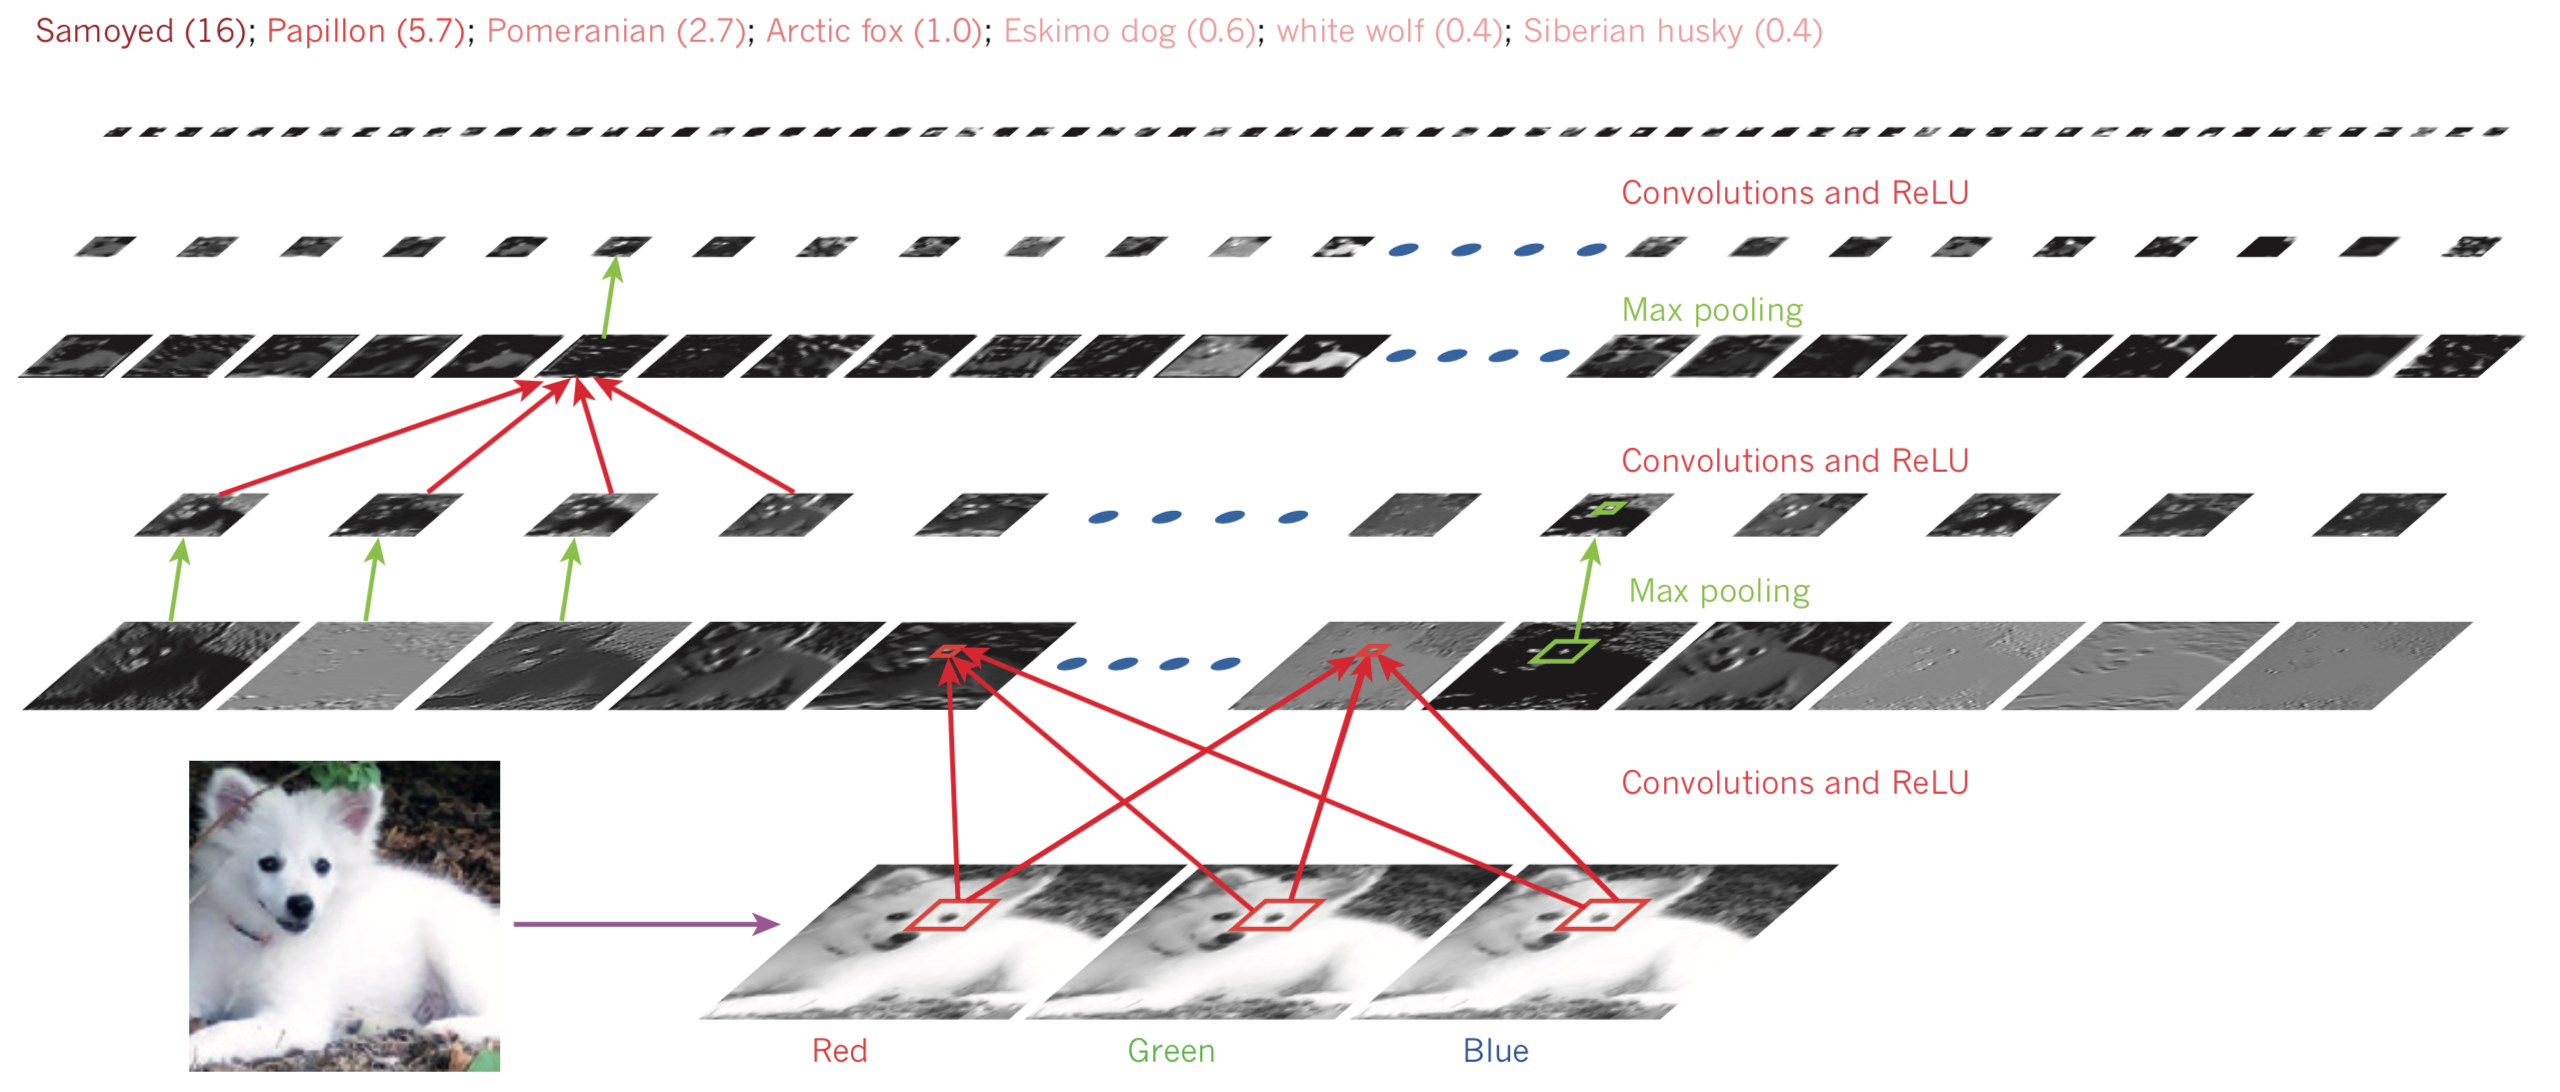 Samoyed (16); Papillon (5.7); Pomeranian (2.7); Arctic fox (1.0); Eskimo dog (0.6); white wolf (0.4); Siberian husky (0.4)
Convolutions and ReLU
Max pooling
Convolutions and ReLU
Max pooling
Convolutions and ReLU
Red
Green
Blue